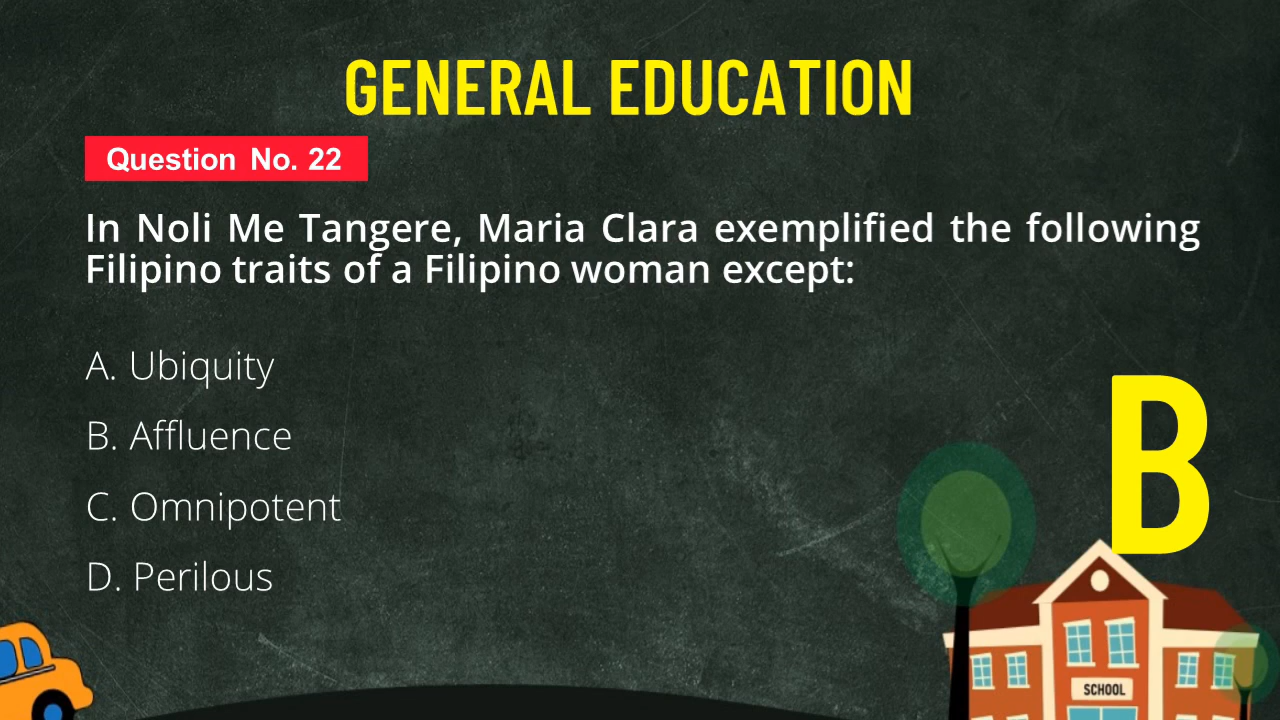 GENERAL EDUCATION
Question No. 22
In Noli Me Tangere, Maria Clara exemplified the following
Filipino traits of a Filipino woman except:
A. Ubiquity
B. Affluence
C. Omnipotent
D. Perilous
B
SCHOOL